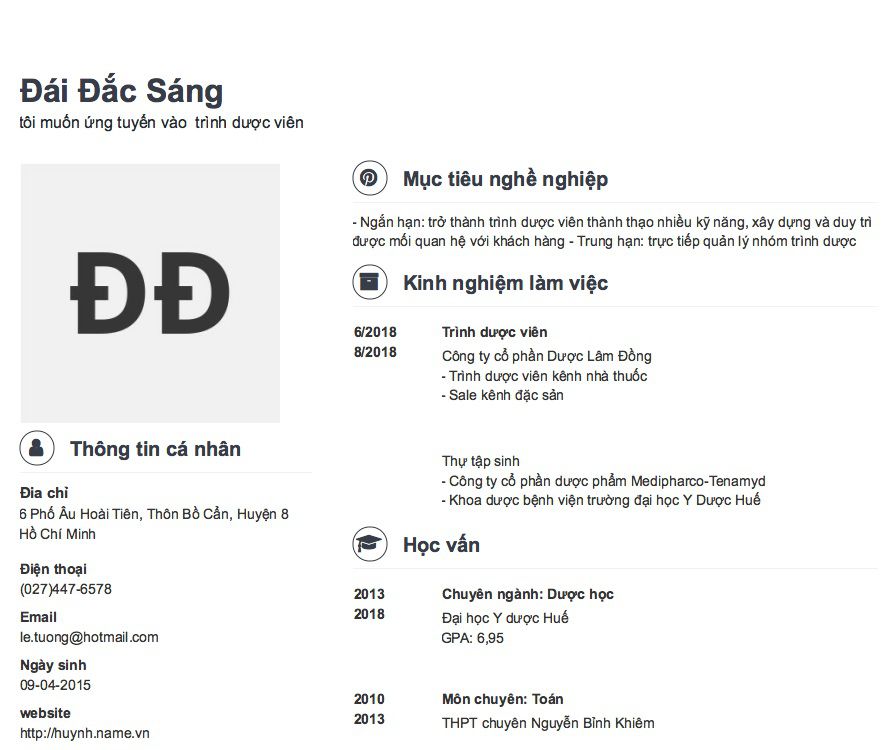 Đái Đắc Sáng
tôi muốn ứng tuyển vào  trình dược viên
ĐĐ
Thông tin cá nhân
Đia chỉ
6 Phố Âu Hoài Tiên, Thôn Bồ Cẩn, Huyện 8
Hồ Chí Minh
Điện thoại
(027)447-6578
Email
le.tuong@hotmail.com
Ngày sinh
09-04-2015
website
http://huynh.name.vn
Mục tiêu nghề nghiệp
- Ngắn hạn: trở thành trình dược viên thành thạo nhiều kỹ năng, xây dựng và duy trì
được mối quan hệ với khách hàng - Trung hạn: trực tiếp quản lý nhóm trình dược
Kinh nghiệm làm việc
6/2018 Trình dược viên
8/2018 Công ty cổ phần Dược Lâm Đồng
- Trình dược viên kênh nhà thuốc
- Sale kênh đặc sản
Thự tập sinh
- Công ty cổ phần dược phẩm Medipharco-Tenamyd
- Khoa dược bệnh viện trường đại học Y Dược Huế
Học vấn
2013 Chuyên ngành: Dược học
2018 Đại học Y dược Huế
GPA: 6,95
2010 Môn chuyên: Toán
2013 THPT chuyên Nguyễn Bỉnh Khiêm